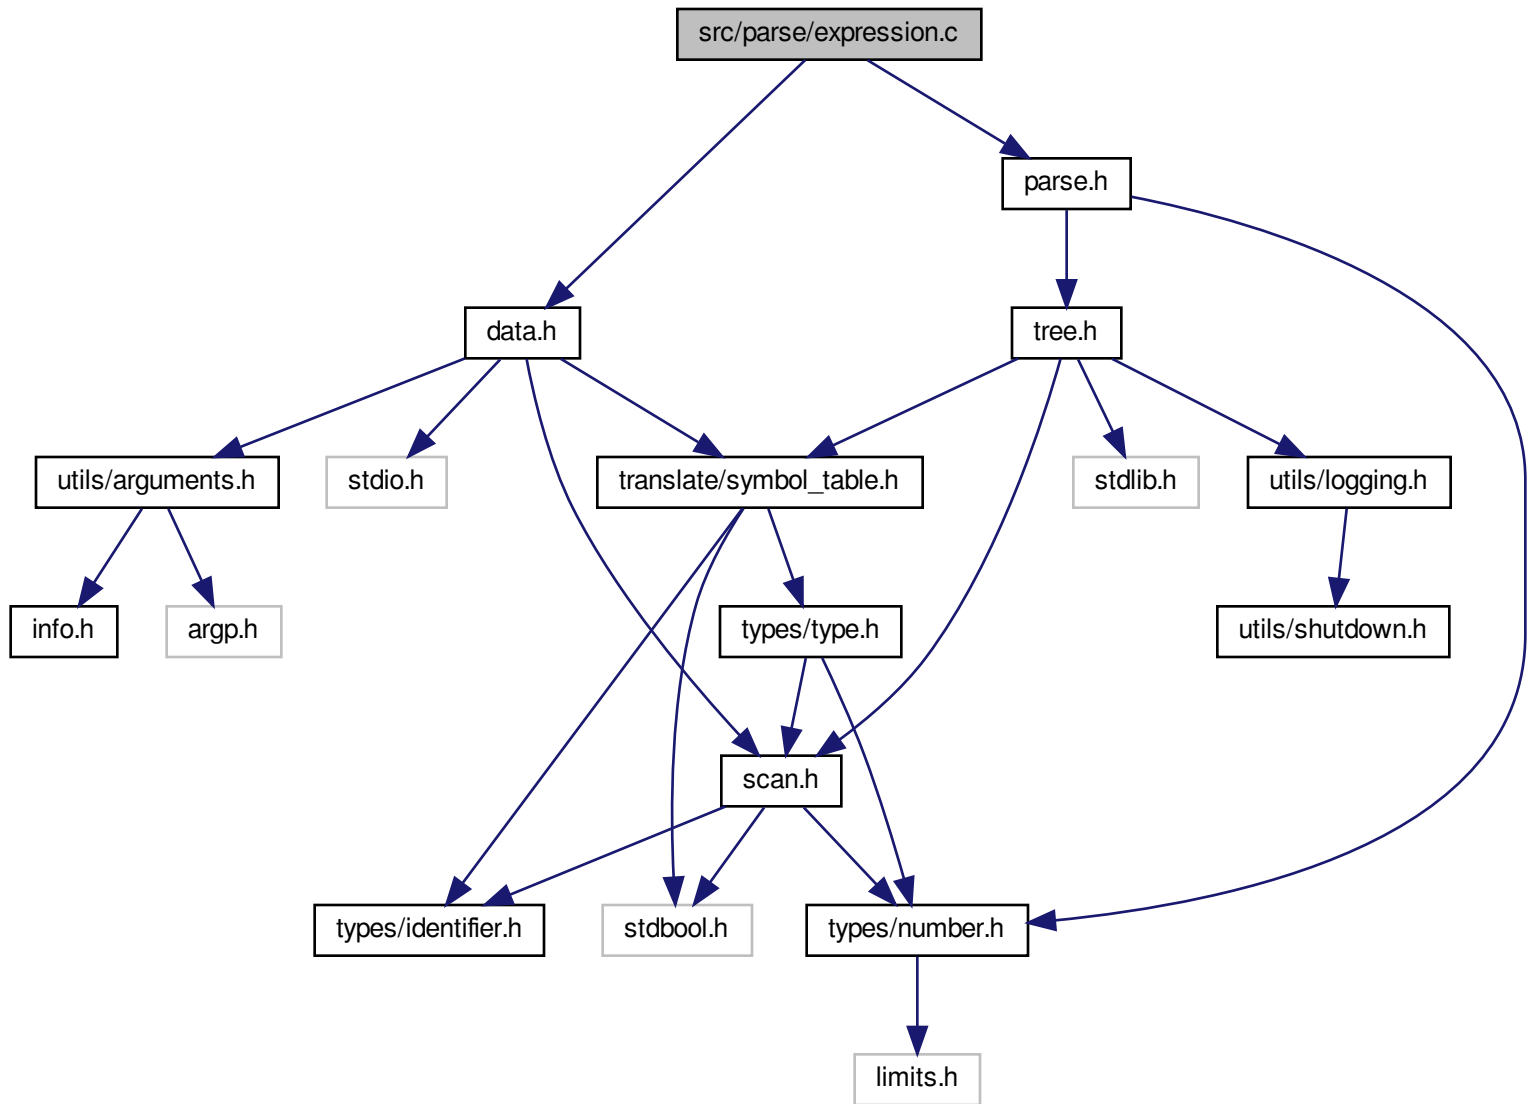 src/parse/expression.c
parse.h
data.h
tree.h
utils/arguments.h
stdio.h
translate/symbol_table.h
stdlib.h
utils/logging.h
info.h
argp.h
types/type.h
utils/shutdown.h
scan.h
types/identifier.h
stdbool.h
types/number.h
limits.h